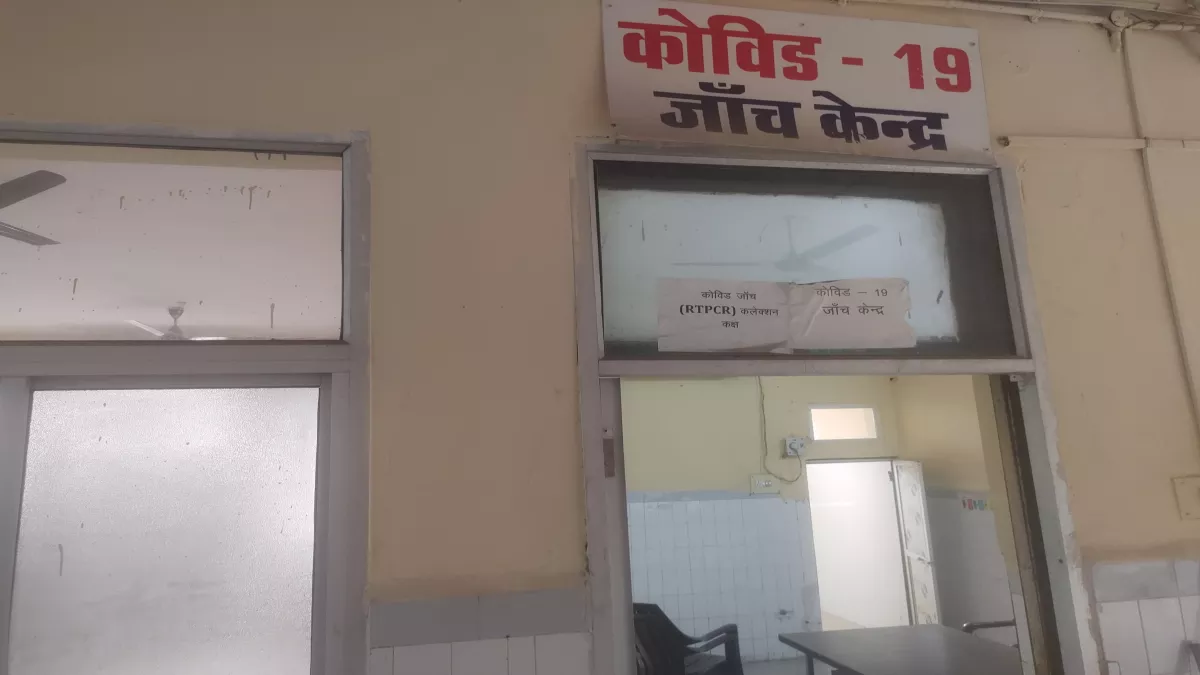 कोविड - 19
जाँच केन्द्र
कोविड जाँच
(RTPCR) कलेक्शन
कक्ष
कोविड – 19
जाँच केन्द्र